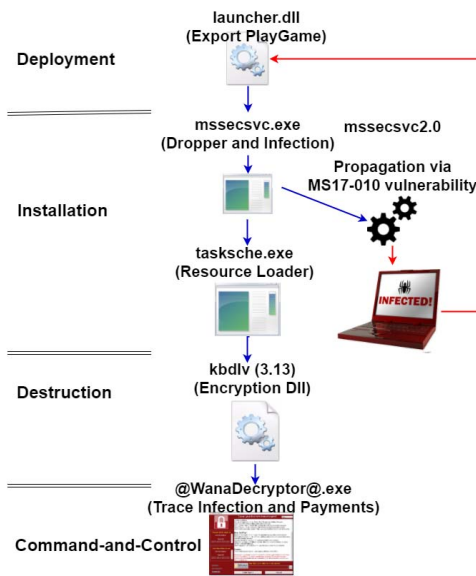 launcher.dll
(Export PlayGame)
Deployment
mssecsvc.exe
(Dropper and Infection)
mssecsvc2.0
Propagation via
MS17-010 vulnerability
Installation
tasksche.exe
(Resource Loader)
INFECTED!
kbdlv (3.13)
(Encryption Dll)
Destruction
@WanaDecryptor@.exe
(Trace Infection and Payments)
Command-and-Control